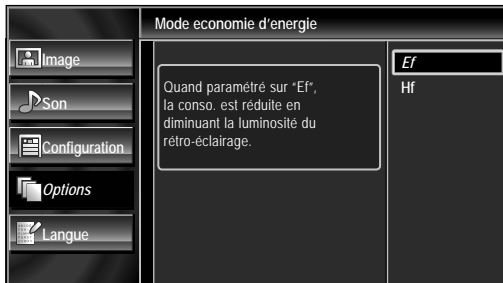 Mode economie d'energie
Image
Son
Configuration
Options
Langue
Quand paramétré sur "Ef",
la conso. est réduite en
diminuant la luminosité du
rétro-éclairage.
Ef
Hf